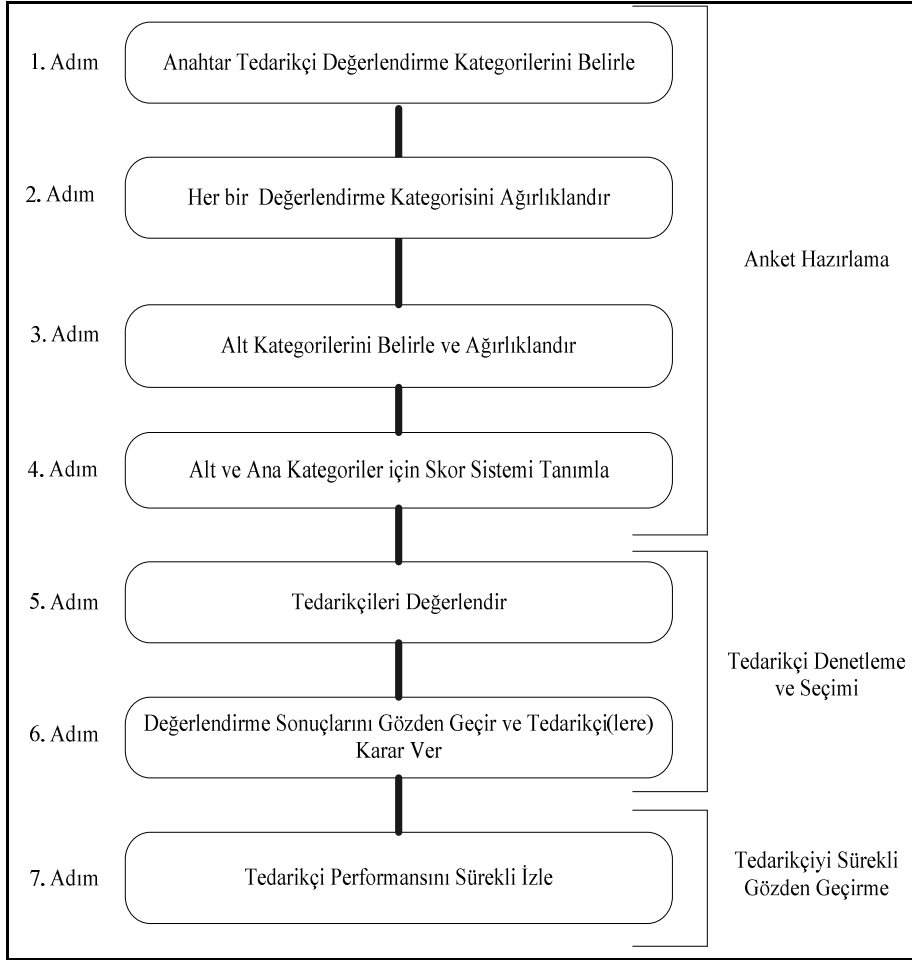 1. Adım
Anahtar Tedarikçi Değerlendirme Kategorilerini Belirle
2. Adım
Her bir Değerlendirme Kategorisini Ağırlıklandır
3. Adım
Alt Kategorilerini Belirle ve Ağırlıklandır
4. Adım
Alt ve Ana Kategoriler için Skor Sistemi Tanımla
Anket Hazırlama
5. Adım
Tedarikçileri Değerlendir
6. Adım
Değerlendirme Sonuçlarını Gözden Geçir ve Tedarikçi(lere)
Karar Ver
Tedarikçi Denetleme
ve Seçimi
7. Adım
Tedarikçi Performansını Sürekli İzle
Tedarikçiyi Sürekli
Gözden Geçirme